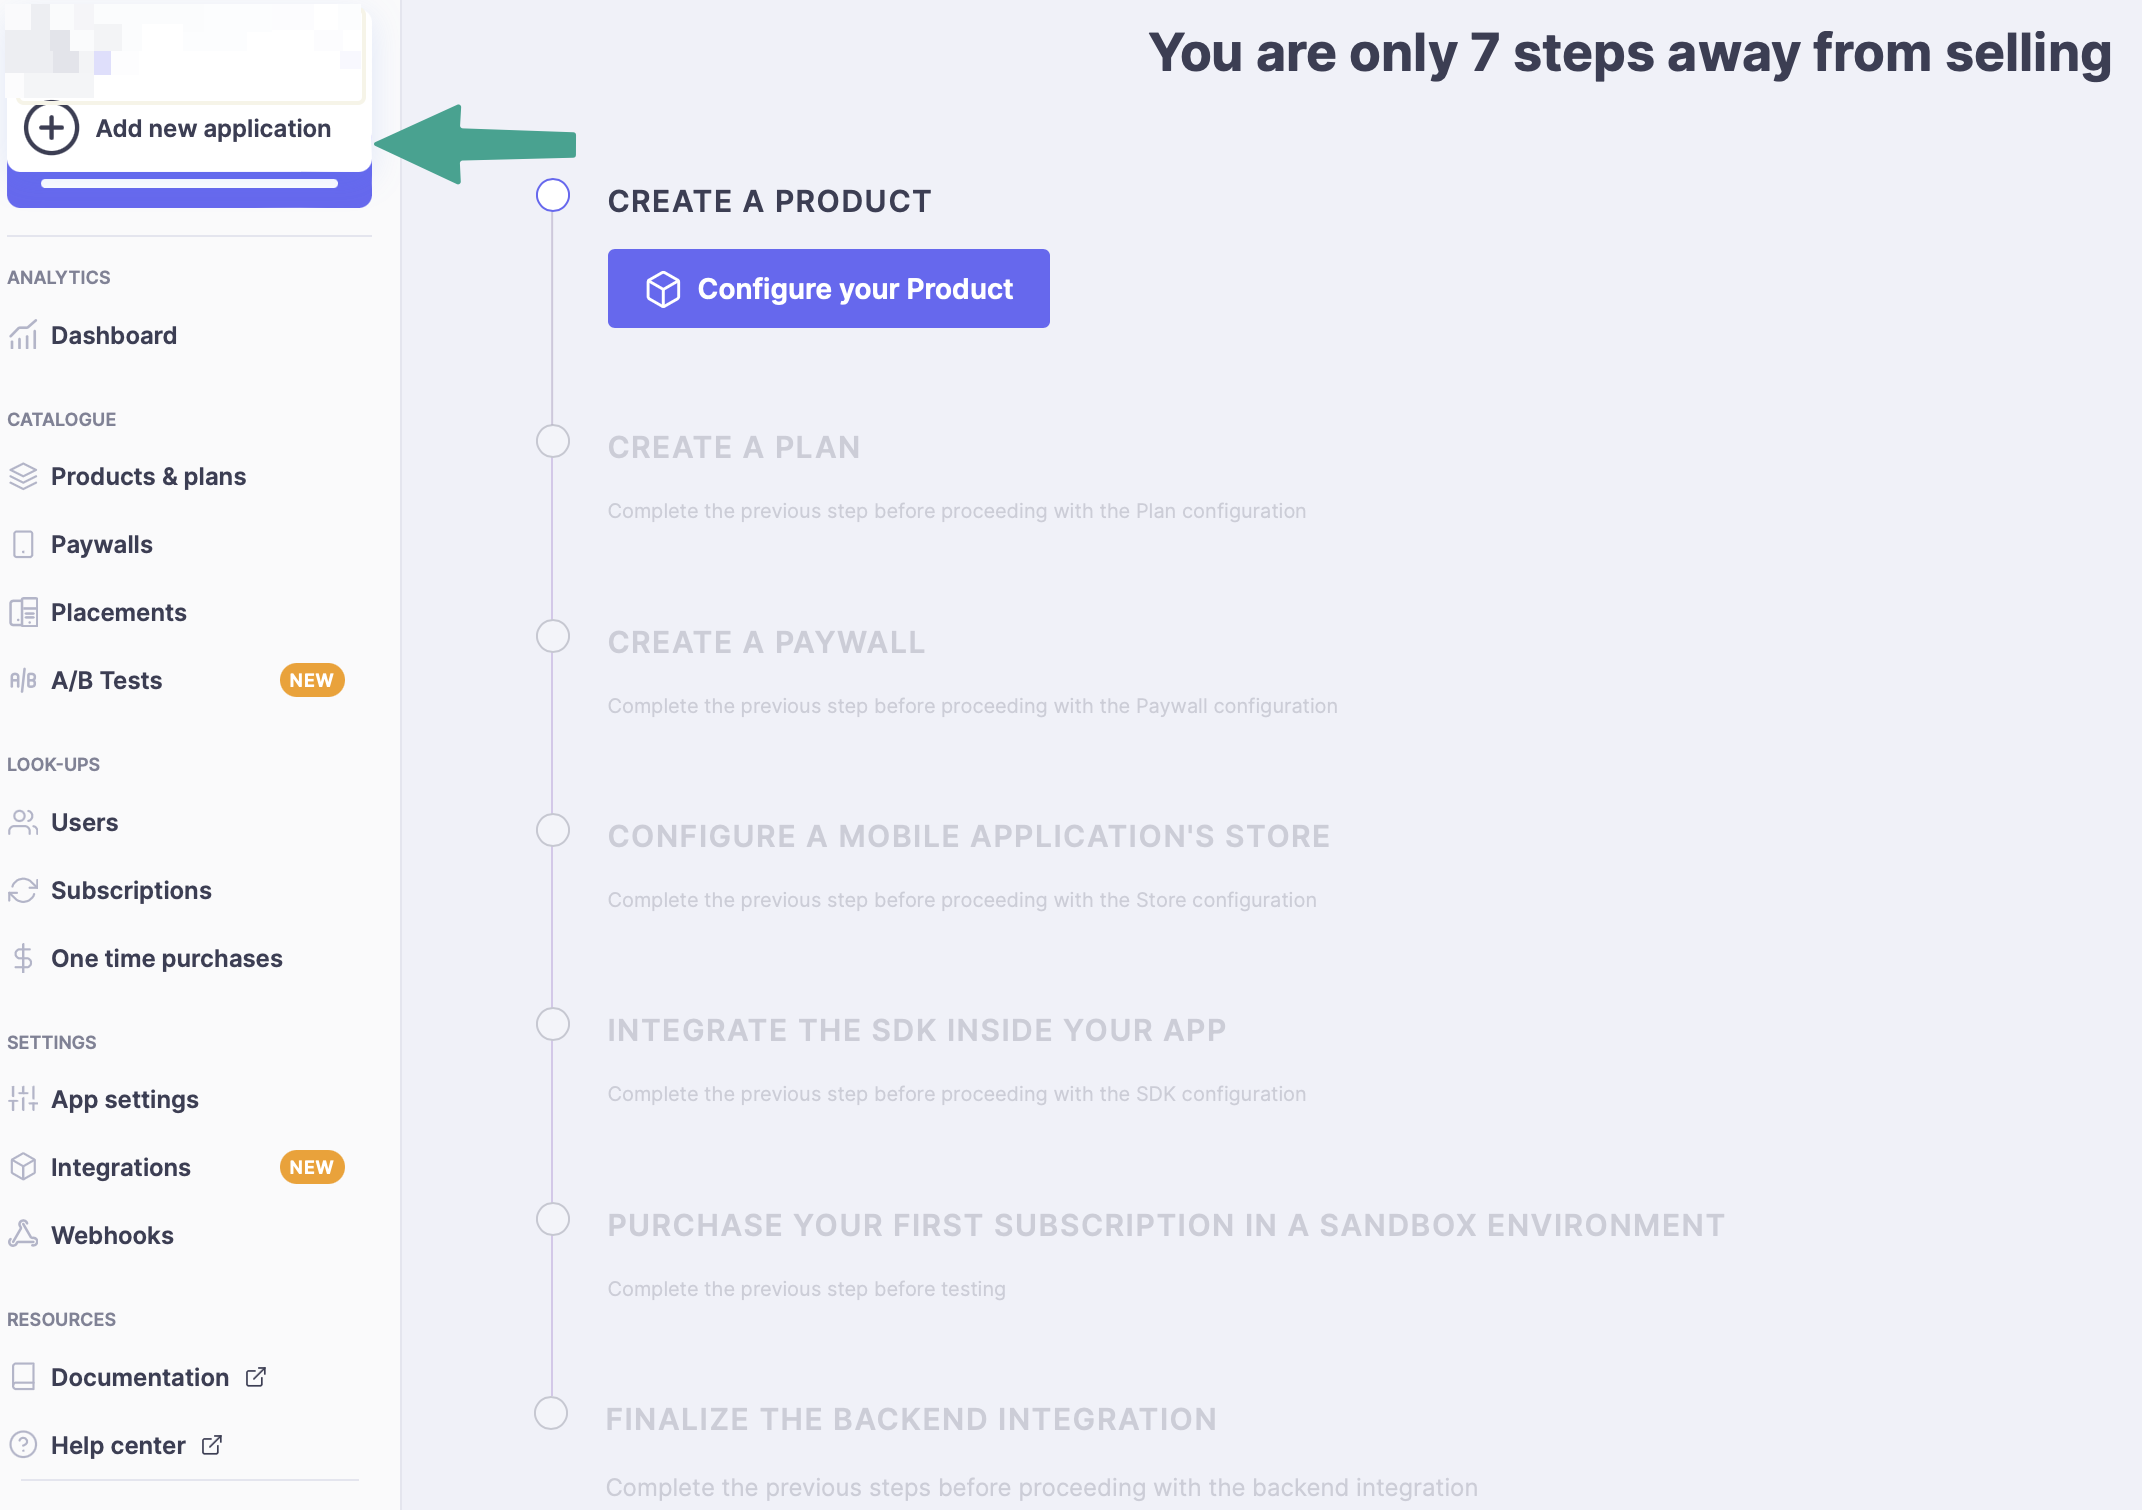 You are only 7 steps away from selling
Add new application
ANALYTICS
Dashboard
CATALOGUE
Products & plans
Paywalls
Placements
A/B Tests
NEW
LOOK-UPS
Users
Subscriptions
One time purchases
SETTINGS
App settings
Integrations
NEW
Webhooks
RESOURCES
Documentation
Help center
CREATE A PRODUCT
Configure your Product
CREATE A PLAN
Complete the previous step before proceeding with the Plan configuration
CREATE A PAYWALL
Complete the previous step before proceeding with the Paywall configuration
CONFIGURE A MOBILE APPLICATION'S STORE
Complete the previous step before proceeding with the Store configuration
INTEGRATE THE SDK INSIDE YOUR APP
Complete the previous step before proceeding with the SDK configuration
PURCHASE YOUR FIRST SUBSCRIPTION IN A SANDBOX ENVIRONMENT
Complete the previous step before testing
FINALIZE THE BACKEND INTEGRATION
Complete the previous steps before proceeding with the backend integration